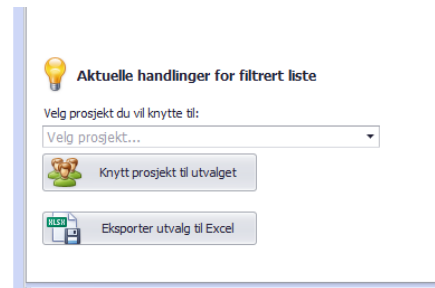 Aktuelle handlinger for filtrert liste
Velg prosjekt du vil knytte til:
Velg prosjekt...
Knytt prosjekt til utvalget
XLSX
Eksporter utvalg til Excel